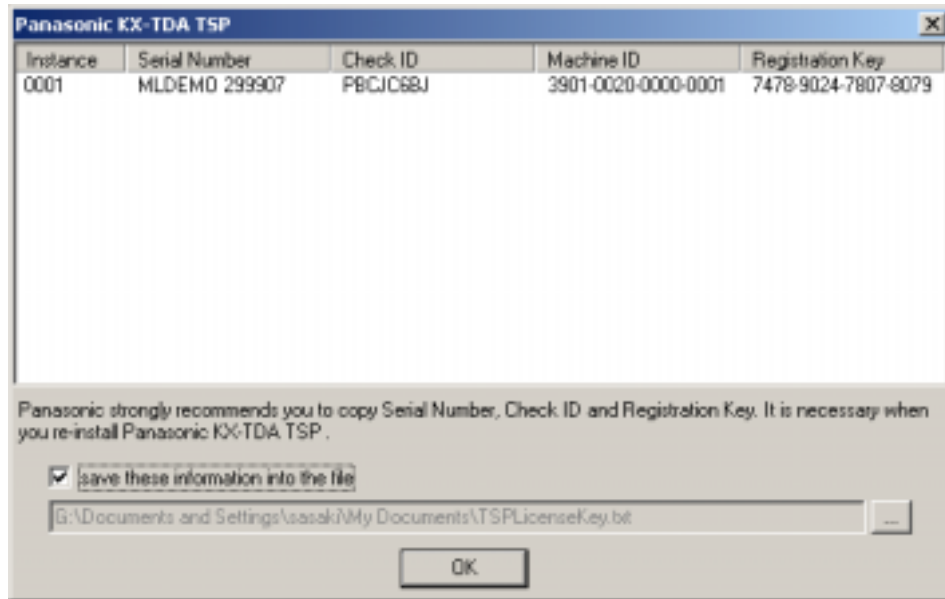 Panasonic KX-TDA TSP
Instance Serial Number Check ID Machine ID Registration Key
0001 MLDEMO 299907 PBCJC6BJ 3901-0020-0000-0001 7478-9024-7807-8079
Panasonic strongly recommends you to copy Serial Number, Check ID and Registration Key. It is necessary when
you re-install Panasonic KX-TDA TSP .
save these information into the file
G:\Documents and Settings\sasaki\My Documents\TSPLicenseKey.txt
...
OK